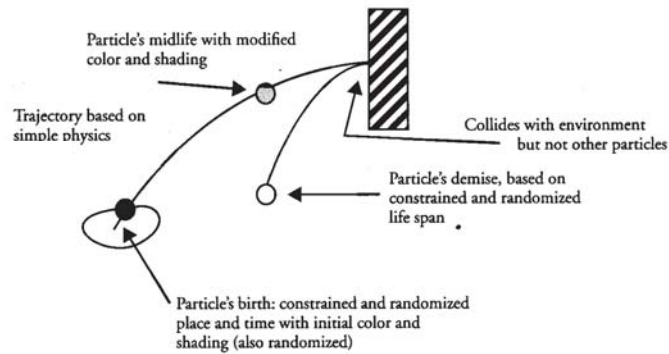 Particle's midlife with modified
color and shading
Trajectory based on
simple physics
Collides with environment
but not other particles
Particle's demise, based on
constrained and randomized
life span
Particle's birth: constrained and randomized
place and time with initial color and
shading (also randomized)